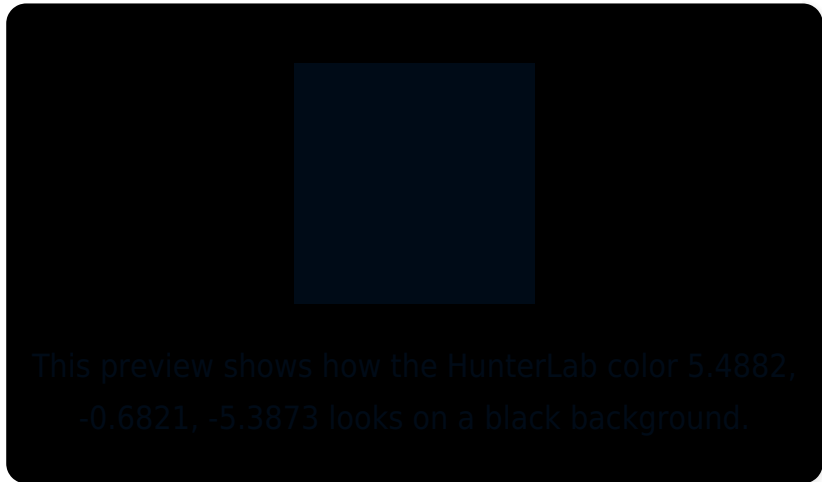 This preview shows how the HunterLab color 5.4882,
-0.6821, -5.3873 looks on a black background.